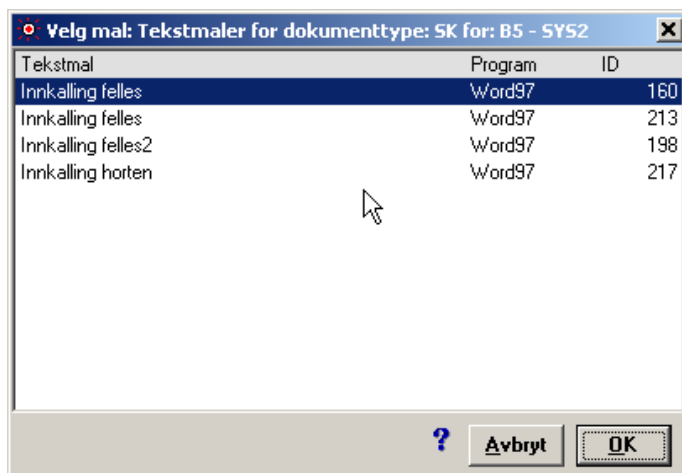 Velg mal: Tekstmaler for dokumenttype: SK for: B5 - SYS2
Tekstmal Program ID
Innkalling felles Word97 160
Innkalling felles Word97 213
Innkalling felles2 Word97 198
Innkalling horten Word97 217
? Avbryt OK